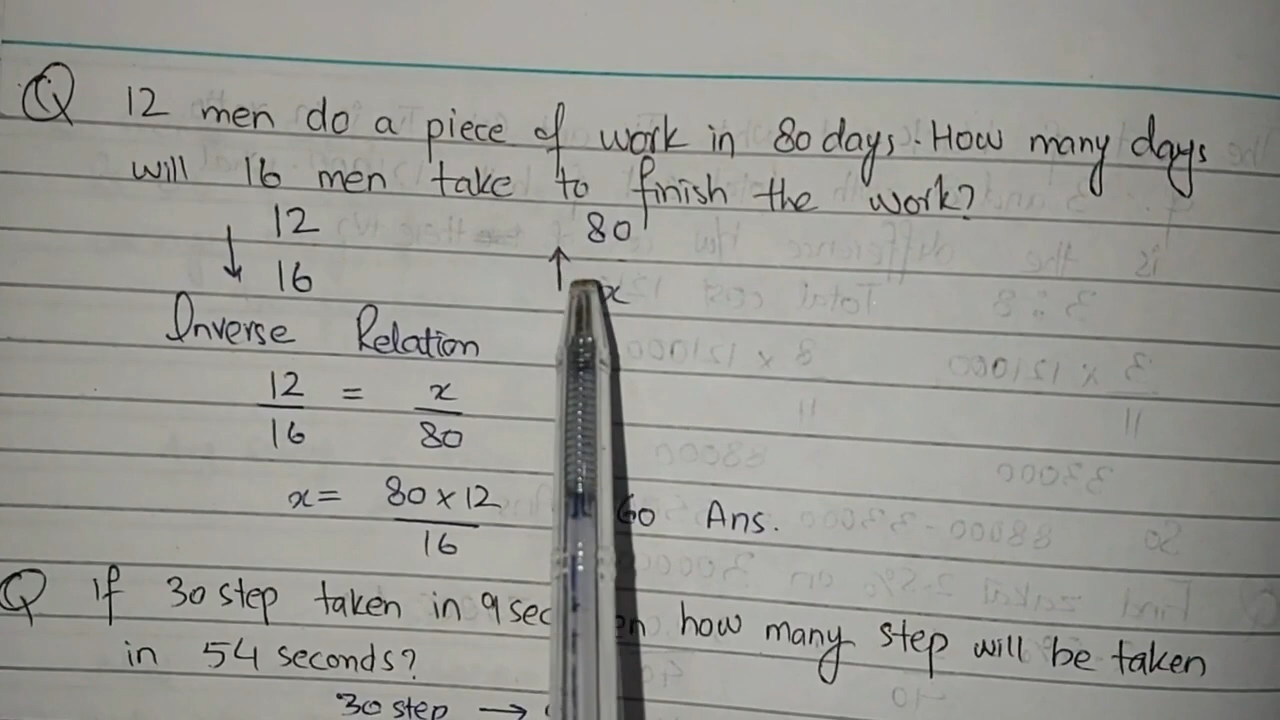 Q 12 men do a piece of work in 80 days. How many days
will 16 men take to finish the work?
12 80
16 x
Inverse Relation
12/16 = x/80
x = 80 x 12 / 16 60 Ans.
Q If 30 step taken in 9 sec how many step will be taken
in 54 seconds?
30 step →